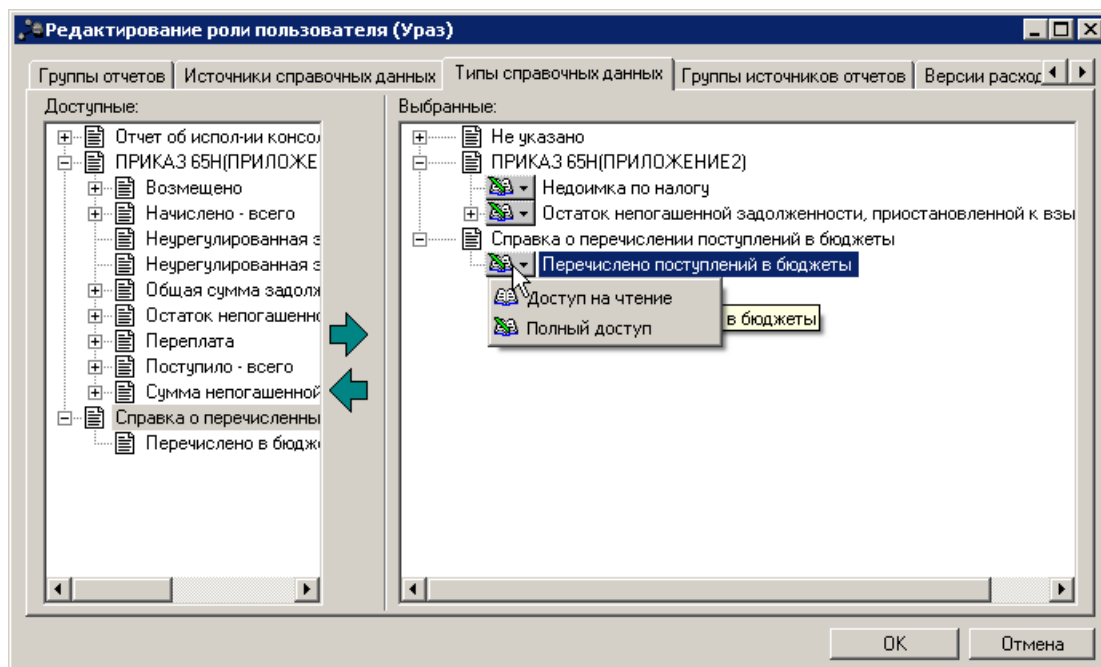 Редактирование роли пользователя (Ураз)
Группы отчетов Источники справочных данных Типы справочных данных Группы источников отчетов Версии расход
Доступные:
Отчет об испол-ии консол
ПРИКАЗ 65Н(ПРИЛОЖЕ
Возмещено
Начислено - всего
Неурегулированная з
Неурегулированная з
Общая сумма задолж
Остаток непогашенно
Переплата
Поступило - всего
Сумма непогашенной
Справка о перечисленны
Перечислено в бюдж
Выбранные:
Не указано
ПРИКАЗ 65Н(ПРИЛОЖЕНИЕ2)
Недоимка по налогу
Остаток непогашенной задолженности, приостановленной к взы
Справка о перечислении поступлений в бюджеты
Перечислено поступлений в бюджеты
Доступ на чтение
Полный доступ
в бюджеты
OK Отмена